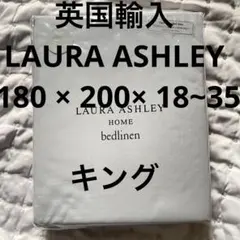 英国輸入
LAURA ASHLEY
180 × 200× 18~35
LAURA ASHLEY
HOME
bedlinen
キング